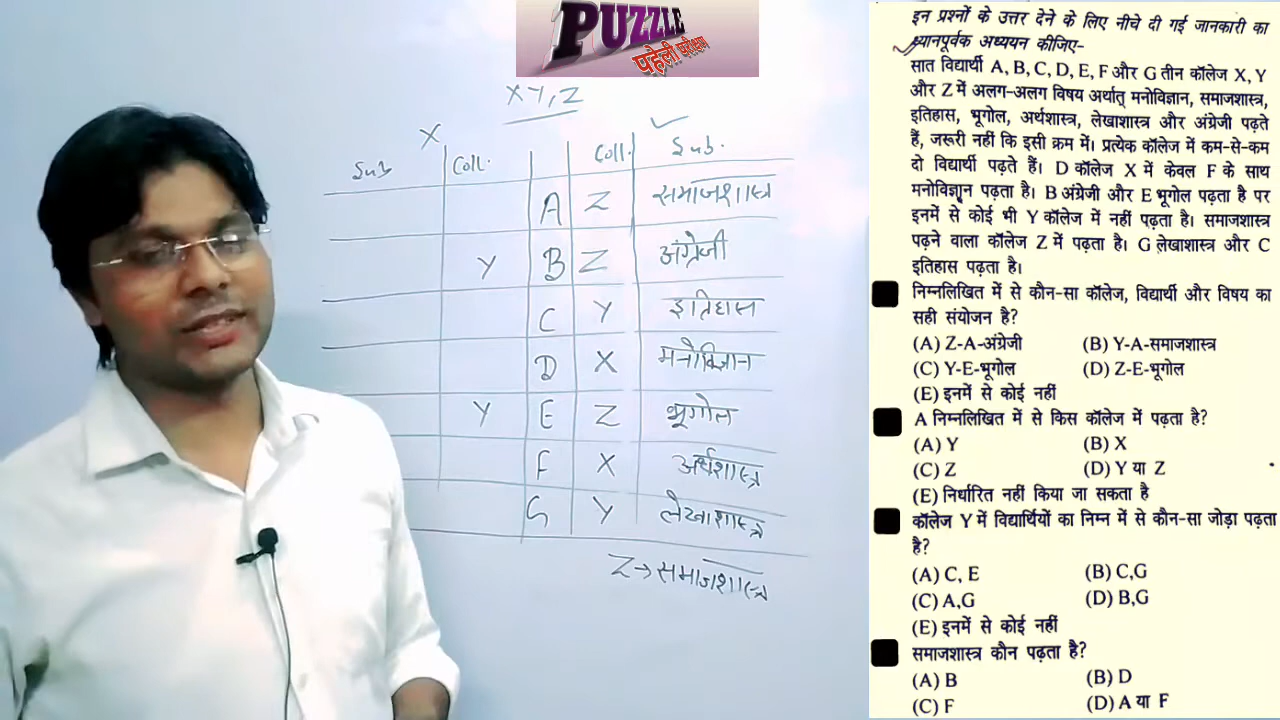 PUZZLE
पहेली परीक्षण
X Y, Z
X
Sub Coll. Coll. Sub.
A Z समाजशास्त्र
Y B Z अंग्रेजी
C Y इतिहास
D X मनोविज्ञान
Y E Z भूगोल
F X अर्थशास्त्र
G Y लेखाशास्त्र
Z→समाजशास्त्र
इन प्रश्नों के उत्तर देने के लिए नीचे दी गई जानकारी का
ध्यानपूर्वक अध्ययन कीजिए-
सात विद्यार्थी A, B, C, D, E, F और G तीन कॉलेज X, Y
और Z में अलग-अलग विषय अर्थात् मनोविज्ञान, समाजशास्त्र,
इतिहास, भूगोल, अर्थशास्त्र, लेखाशास्त्र और अंग्रेजी पढ़ते
हैं, जरूरी नहीं कि इसी क्रम में। प्रत्येक कॉलेज में कम-से-कम
दो विद्यार्थी पढ़ते हैं। D कॉलेज X में केवल F के साथ
मनोविज्ञान पढ़ता है। B अंग्रेजी और E भूगोल पढ़ता है पर
इनमें से कोई भी Y कॉलेज में नहीं पढ़ता है। समाजशास्त्र
पढ़ने वाला कॉलेज Z में पढ़ता है। G लेखाशास्त्र और C
इतिहास पढ़ता है।
निम्नलिखित में से कौन-सा कॉलेज, विद्यार्थी और विषय का
सही संयोजन है?
(A) Z-A-अंग्रेजी (B) Y-A-समाजशास्त्र
(C) Y-E-भूगोल (D) Z-E-भूगोल
(E) इनमें से कोई नहीं
A निम्नलिखित में से किस कॉलेज में पढ़ता है?
(A) Y (B) X
(C) Z (D) Y या Z
(E) निर्धारित नहीं किया जा सकता है
कॉलेज Y में विद्यार्थियों का निम्न में से कौन-सा जोड़ा पढ़ता
है?
(A) C, E (B) C,G
(C) A,G (D) B,G
(E) इनमें से कोई नहीं
समाजशास्त्र कौन पढ़ता है?
(A) B (B) D
(C) F (D) A या F